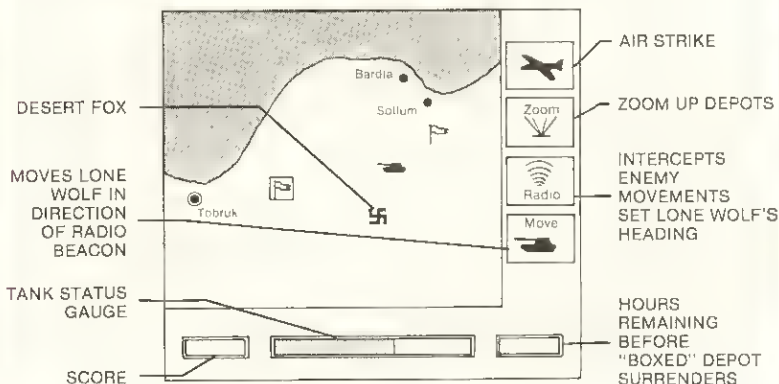 DESERT FOX
MOVES LONE
WOLF IN
DIRECTION
OF RADIO
BEACON
TANK STATUS
GAUGE
SCORE
Bardia
Sollum
Tobruk
Zoom
Radio
Move
AIR STRIKE
ZOOM UP DEPOTS
INTERCEPTS
ENEMY
MOVEMENTS
SET LONE WOLF'S
HEADING
HOURS
REMAINING
BEFORE
"BOXED" DEPOT
SURRENDERS